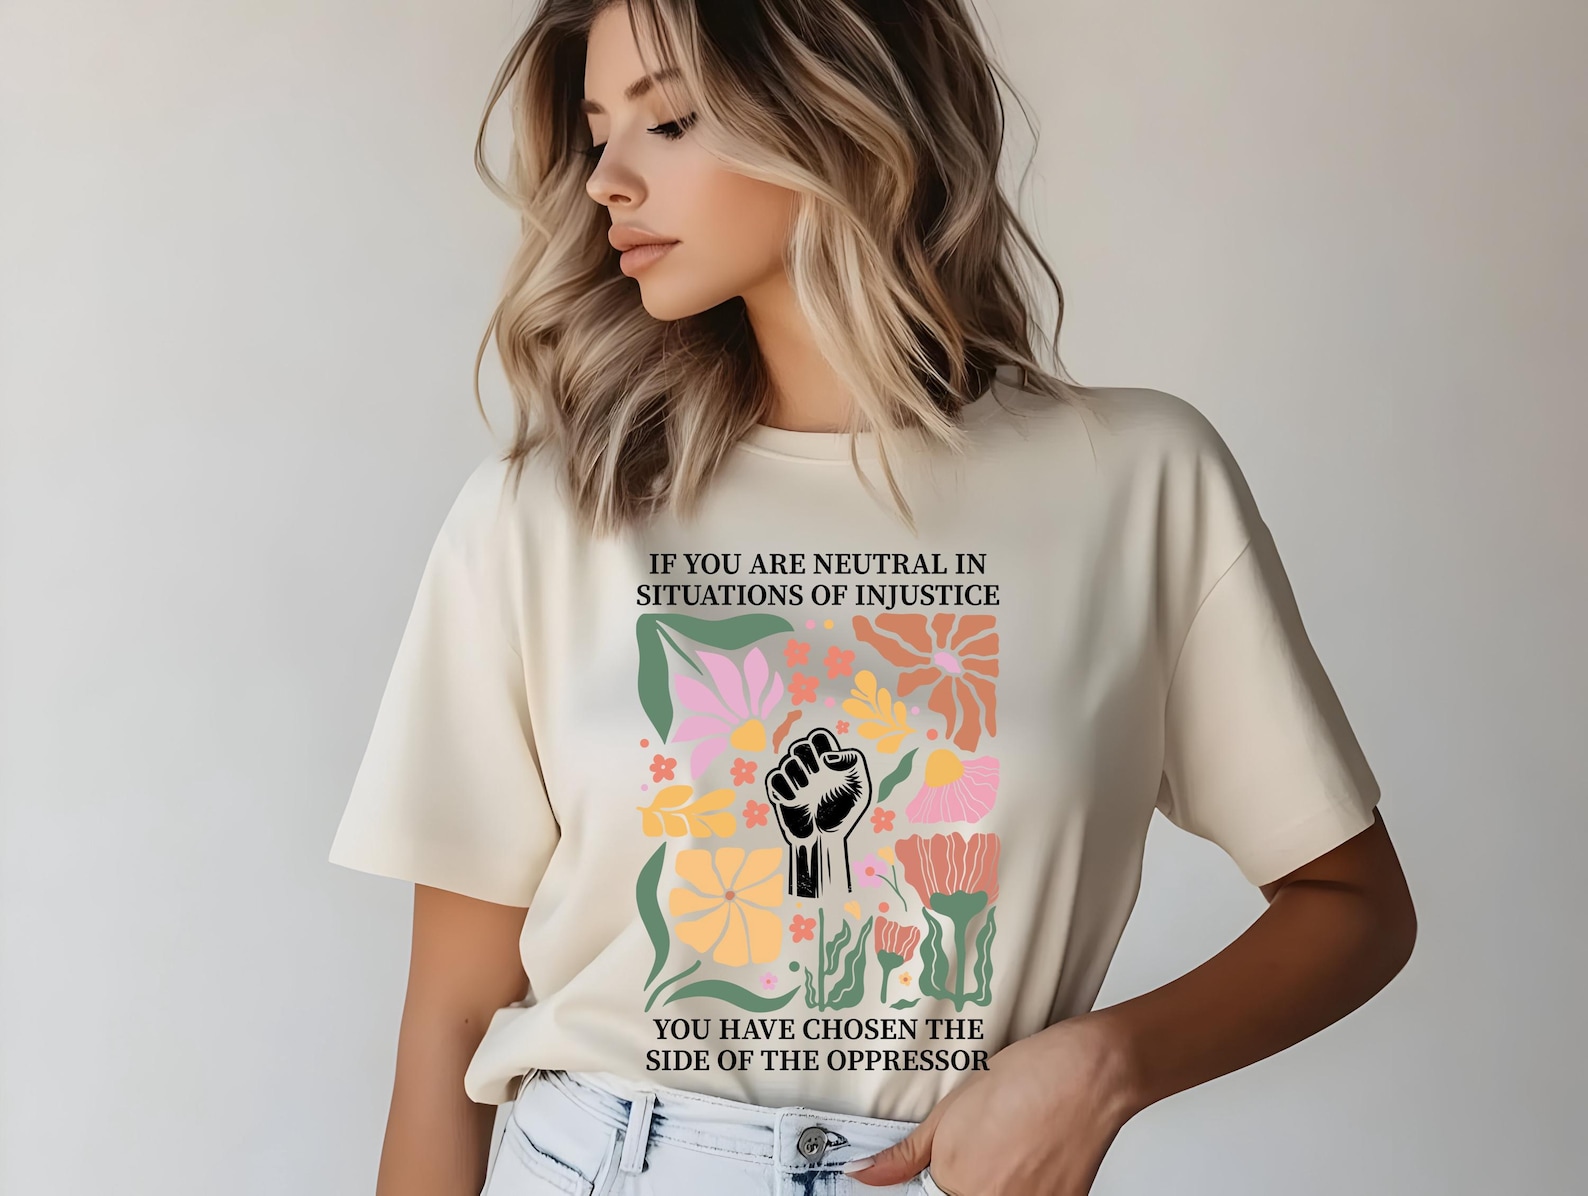 IF YOU ARE NEUTRAL IN
SITUATIONS OF INJUSTICE
YOU HAVE CHOSEN THE
SIDE OF THE OPPRESSOR